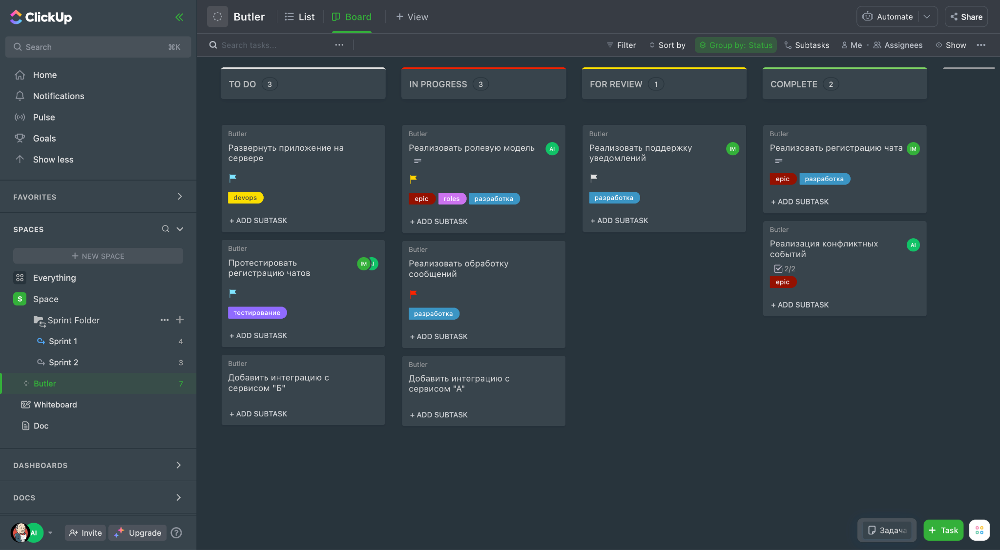 ClickUp
Search
⌘K
Home
Notifications
Pulse
Goals
Show less
FAVORITES
SPACES
+ NEW SPACE
Everything
S
Space
Sprint Folder
Sprint 1
4
Sprint 2
3
Butler
7
Whiteboard
Doc
DASHBOARDS
DOCS
AI
Invite
Upgrade
Butler
List
Board
+ View
Automate
Share
Search tasks...
Filter
Sort by
Group by: Status
Subtasks
Me
Assignees
Show
TO DO 3
Butler
Развернуть приложение на
сервере
devops
+ ADD SUBTASK
Butler
Протестировать
регистрацию чатов
IM
тестирование
+ ADD SUBTASK
Butler
Добавить интеграцию с
сервисом "Б"
+ ADD SUBTASK
IN PROGRESS 3
Butler
Реализовать ролевую модель
AI
epic roles разработка
+ ADD SUBTASK
Butler
Реализовать обработку
сообщений
разработка
+ ADD SUBTASK
Butler
Добавить интеграцию с
сервисом "А"
+ ADD SUBTASK
FOR REVIEW 1
Butler
Реализовать поддержку
уведомлений
IM
разработка
+ ADD SUBTASK
COMPLETE 2
Butler
Реализовать регистрацию чата
IM
epic разработка
+ ADD SUBTASK
Butler
Реализация конфликтных
событий
AI
2/2
epic
+ ADD SUBTASK
Задача
+ Task